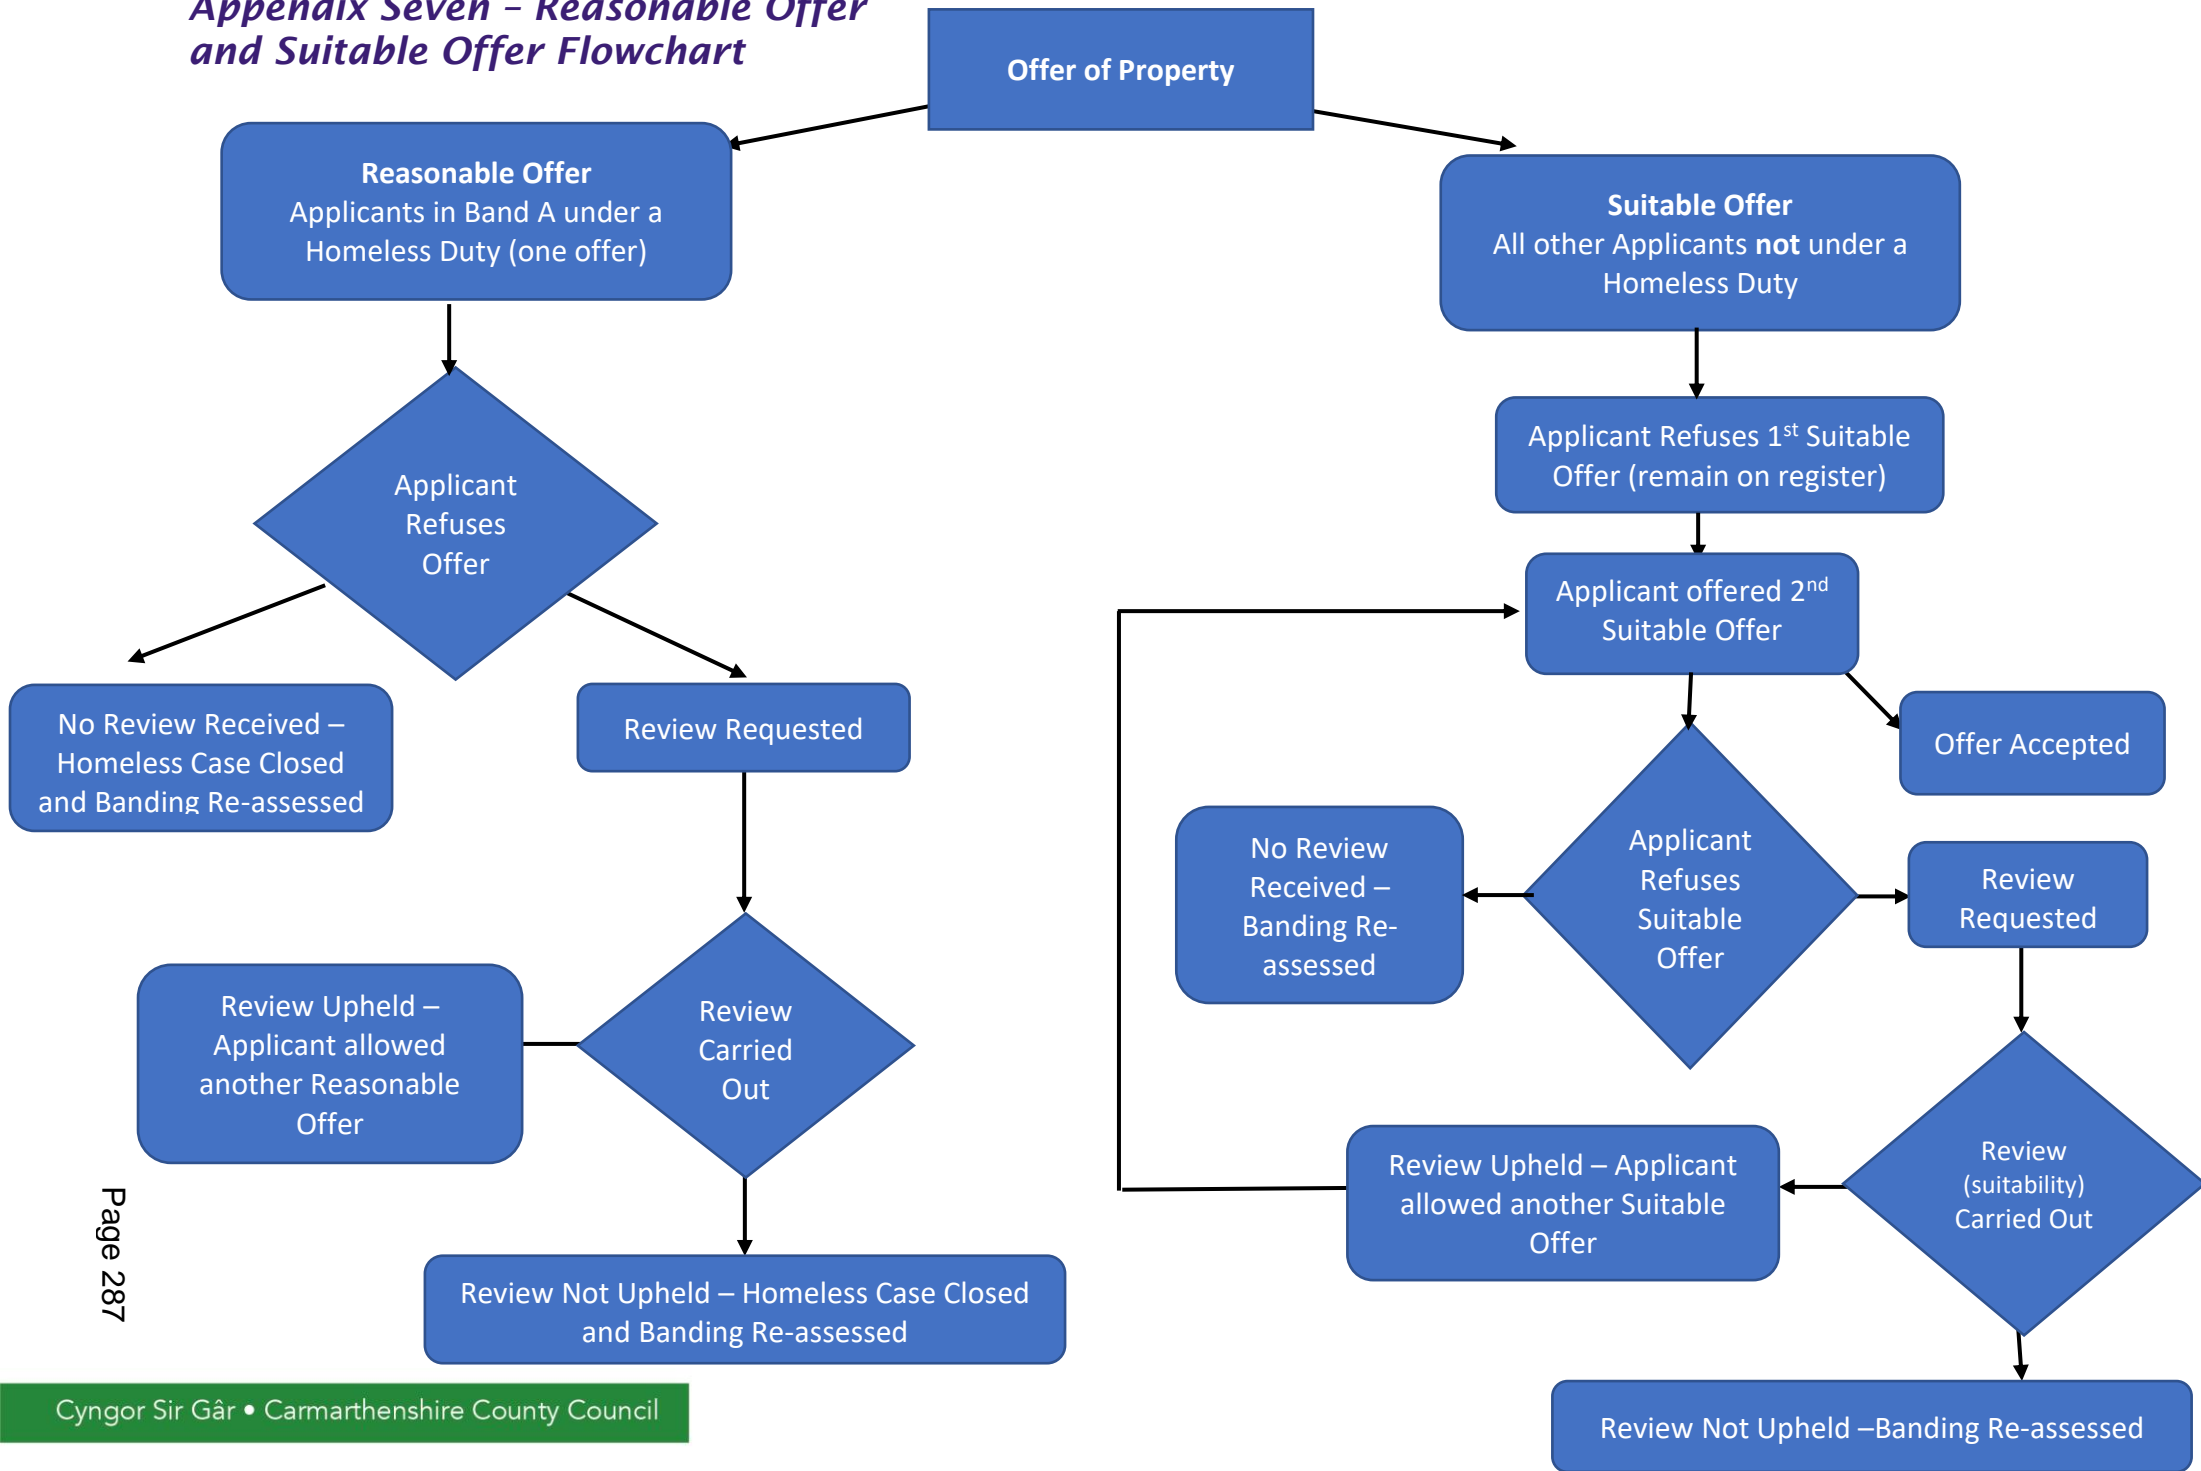 Appendix Seven – Reasonable Offer
and Suitable Offer Flowchart
Offer of Property
Reasonable Offer
Applicants in Band A under a
Homeless Duty (one offer)
Applicant
Refuses
Offer
No Review Received –
Homeless Case Closed
and Banding Re-assessed
Review Requested
Review
Carried
Out
Review Upheld –
Applicant allowed
another Reasonable
Offer
Review Not Upheld – Homeless Case Closed
and Banding Re-assessed
Suitable Offer
All other Applicants not under a
Homeless Duty
Applicant Refuses 1st Suitable
Offer (remain on register)
Applicant offered 2nd
Suitable Offer
Offer Accepted
Applicant
Refuses
Suitable
Offer
No Review
Received –
Banding Re-
assessed
Review
Requested
Review
(suitability)
Carried Out
Review Upheld – Applicant
allowed another Suitable
Offer
Review Not Upheld –Banding Re-assessed
Page 287
Cyngor Sir Gâr • Carmarthenshire County Council